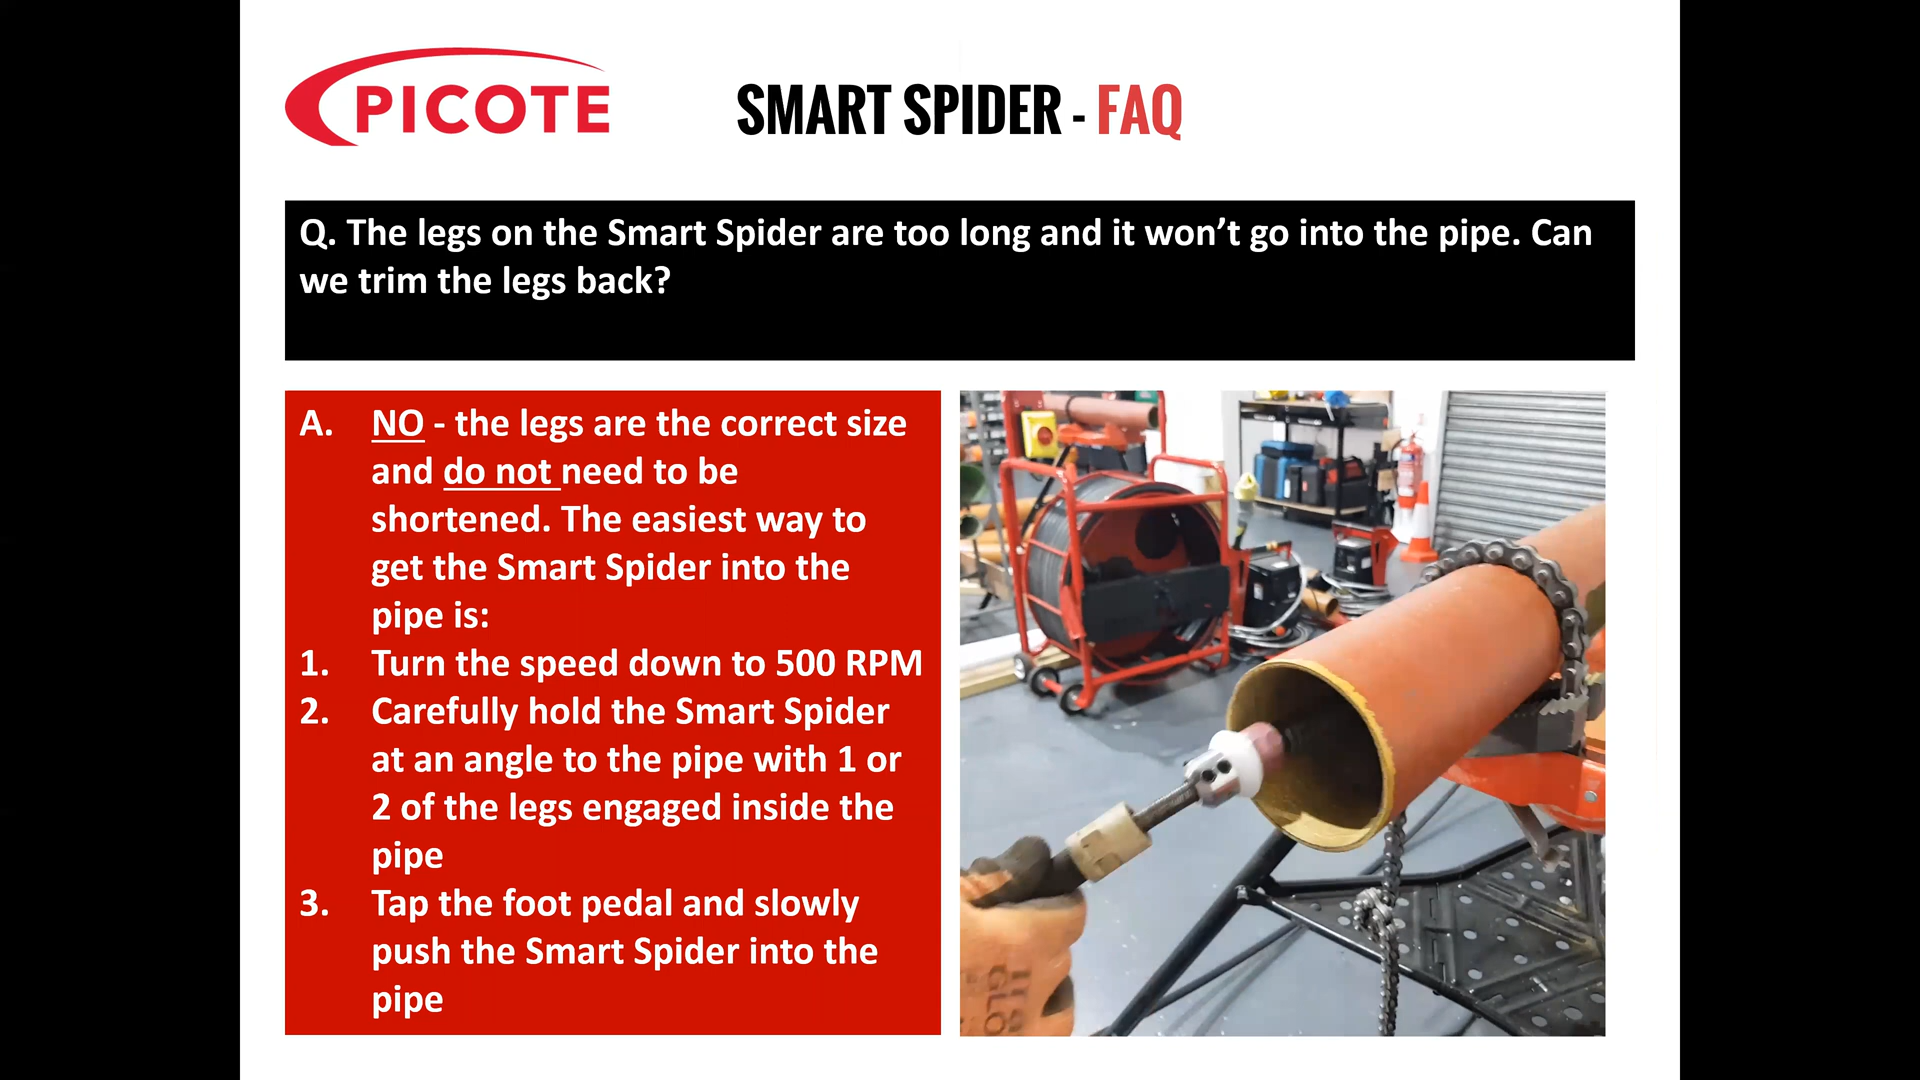 PICOTE
SMART SPIDER - FAQ
Q. The legs on the Smart Spider are too long and it won’t go into the pipe. Can
we trim the legs back?
A. NO - the legs are the correct size
and do not need to be
shortened. The easiest way to
get the Smart Spider into the
pipe is:
1. Turn the speed down to 500 RPM
2. Carefully hold the Smart Spider
at an angle to the pipe with 1 or
2 of the legs engaged inside the
pipe
3. Tap the foot pedal and slowly
push the Smart Spider into the
pipe